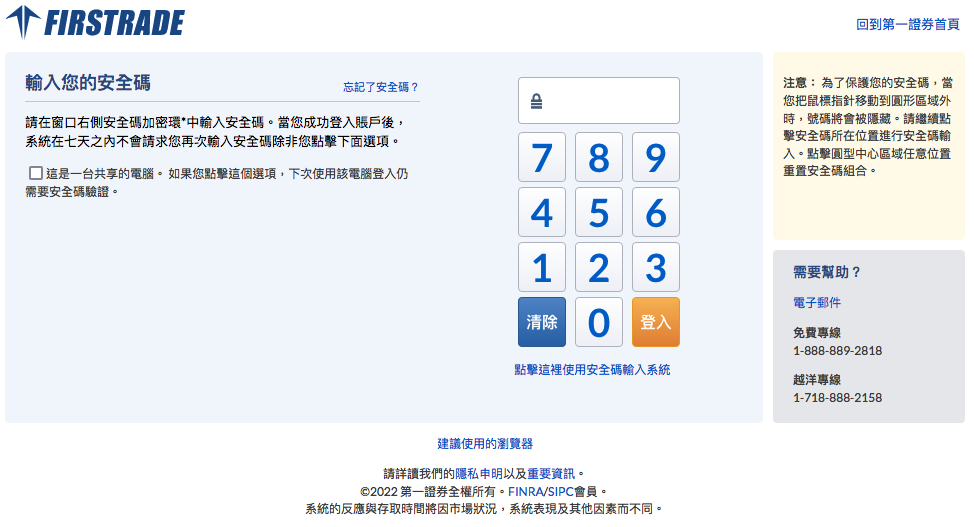 FIRSTRADE
回到第一證券首頁
輸入您的安全碼
忘記了安全碼？
請在窗口右側安全碼加密環*中輸入安全碼。當您成功登入賬戶後，
系統在七天之內不會請求您再次輸入安全碼除非您點擊下面選項。
這是一台共享的電腦。 如果您點擊這個選項，下次使用該電腦登入仍
需要安全碼驗證。
7 8 9
4 5 6
1 2 3
清除 0 登入
點擊這裡使用安全碼輸入系統
注意： 為了保護您的安全碼，當
您把鼠標指針移動到圓形區域外
時，號碼將會被隱藏。請繼續點
擊安全碼所在位置進行安全碼輸
入。點擊圓型中心區域任意位置
重置安全碼組合。
需要幫助？
電子郵件
免費專線
1-888-889-2818
越洋專線
1-718-888-2158
建議使用的瀏覽器
請詳讀我們的隱私申明以及重要資訊。
©2022 第一證券全權所有。FINRA/SIPC會員。
系統的反應與存取時間將因市場狀況，系統表現及其他因素而不同。